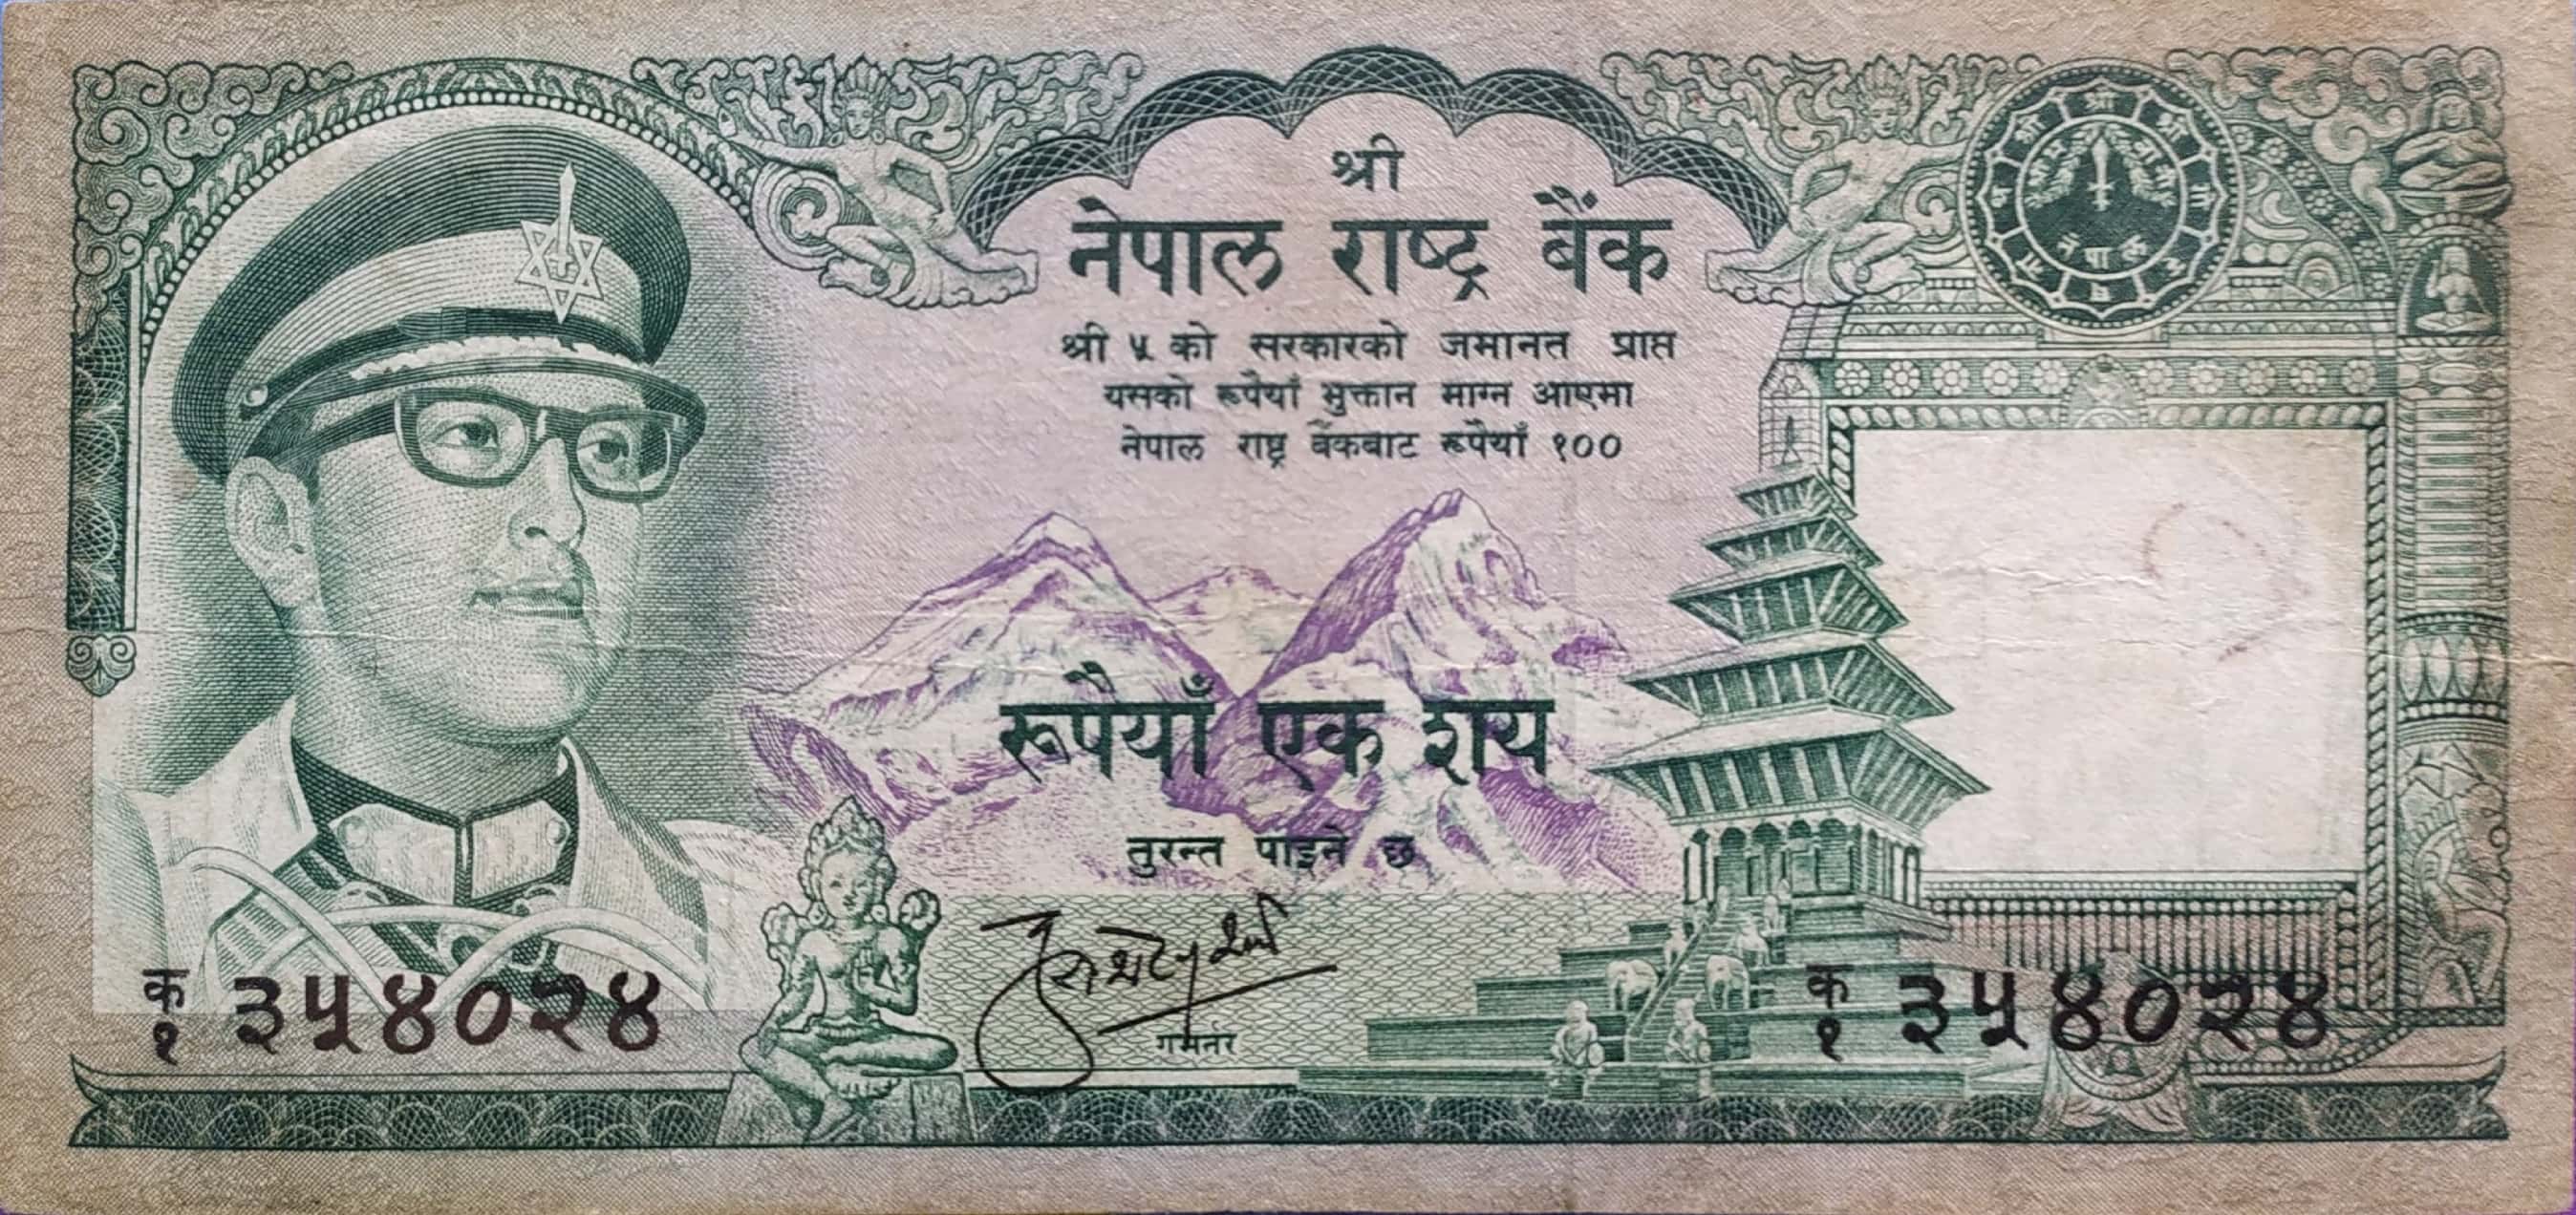 श्री
नेपाल राष्ट्र बैंक
श्री ५ को सरकारको जमानत प्राप्त
यसको रूपैयाँ भुक्तान माग्न आएमा
नेपाल राष्ट्र बैंकबाट रूपैयाँ १००
रूपैयाँ एक शय
तुरन्त पाइने छ
गभर्नर
क/१ ३५४०२४
क/१ ३५४०२४